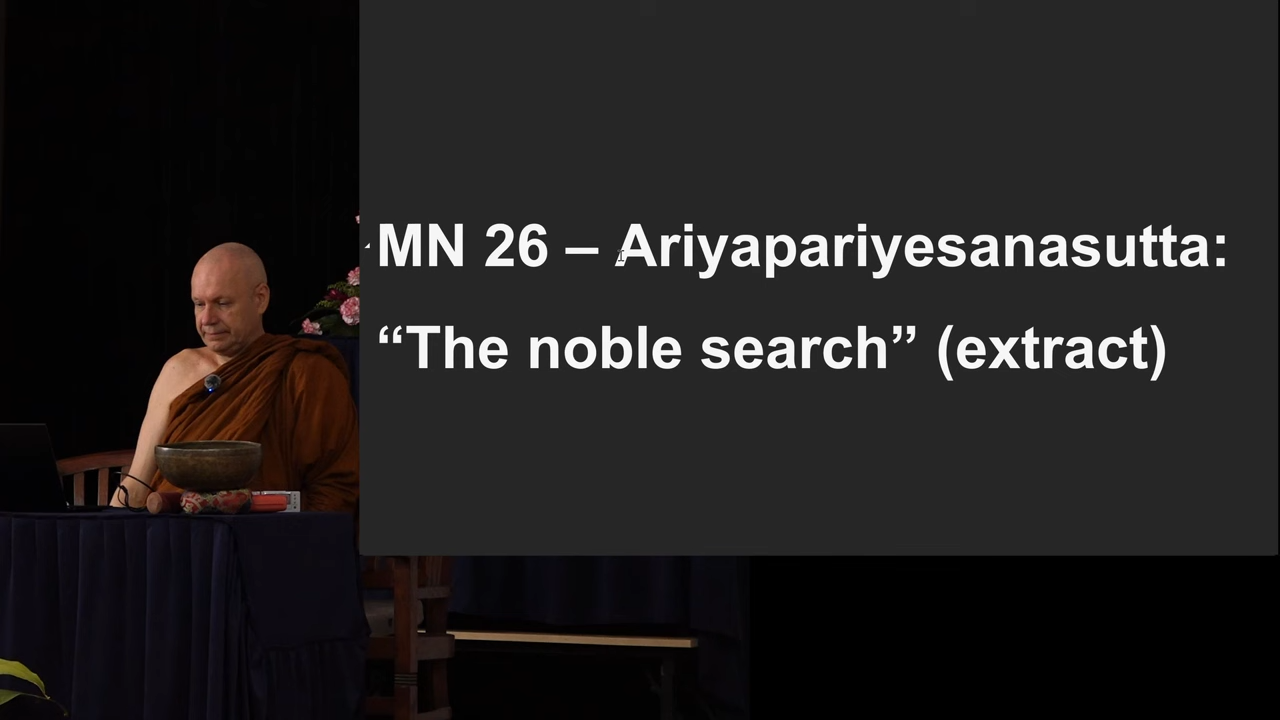 MN 26 – Ariyapariyesanasutta:
“The noble search” (extract)